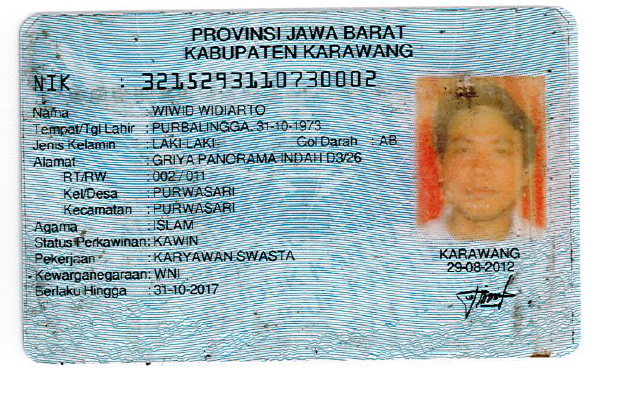 PROVINSI JAWA BARAT
KABUPATEN KARAWANG
NIK : 3215293110730002
Nama : WIWID WIDIARTO
Tempat/Tgl Lahir : PURBALINGGA, 31-10-1973
Jenis Kelamin : LAKI-LAKI Gol Darah : AB
Alamat : GRIYA PANORAMA INDAH D3/26
RT/RW : 002 / 011
Kel/Desa : PURWASARI
Kecamatan : PURWASARI
Agama : ISLAM
Status Perkawinan: KAWIN
Pekerjaan : KARYAWAN SWASTA
Kewarganegaraan: WNI
Berlaku Hingga : 31-10-2017
KARAWANG
29-08-2012